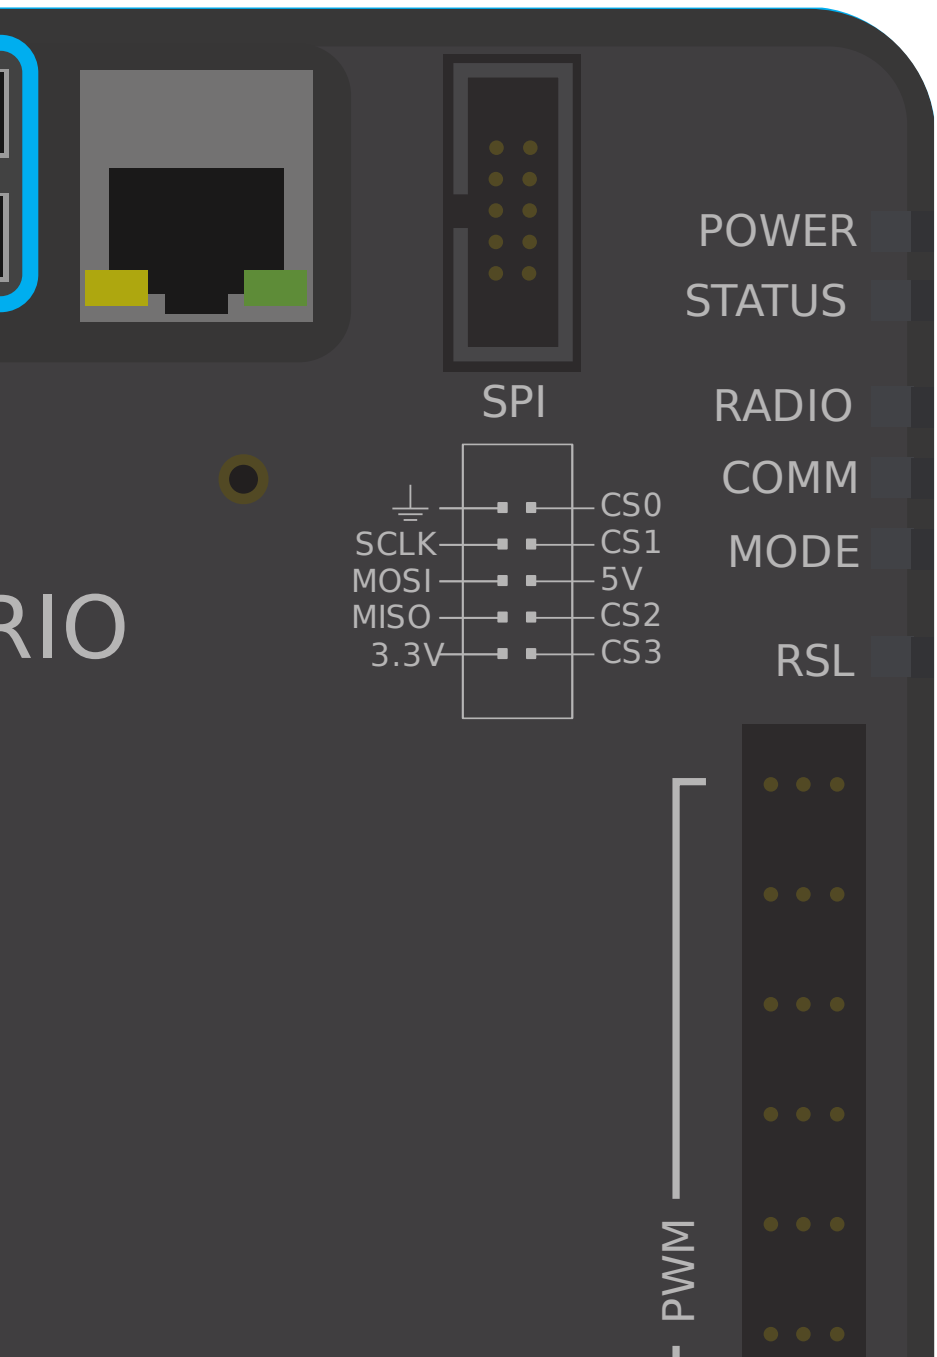 POWER
STATUS
SPI
RADIO
COMM
MODE
CS0
SCLK
CS1
MOSI
5V
MISO
CS2
3.3V
CS3
RIO
RSL
PWM